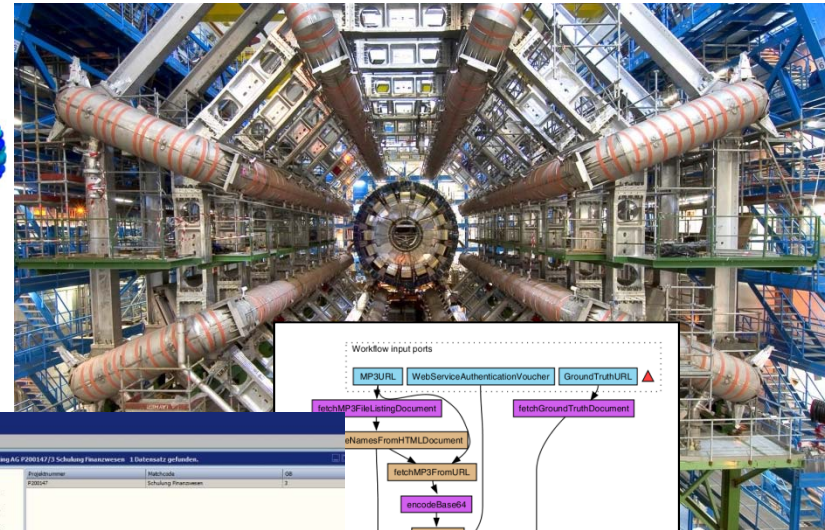 Workflow input ports
MP3URL WebServiceAuthenticationVoucher GroundTruthURL
fetchMP3FileListingDocument fetchGroundTruthDocument
eNamesFromHTMLDocument
fetchMP3FromURL
encodeBase64
ing AG P200147/3 Schulung Finanzwesen 1 Datensatz gefunden.
Projektnummer Matchcode GB
P200147 Schulung Finanzwesen 3